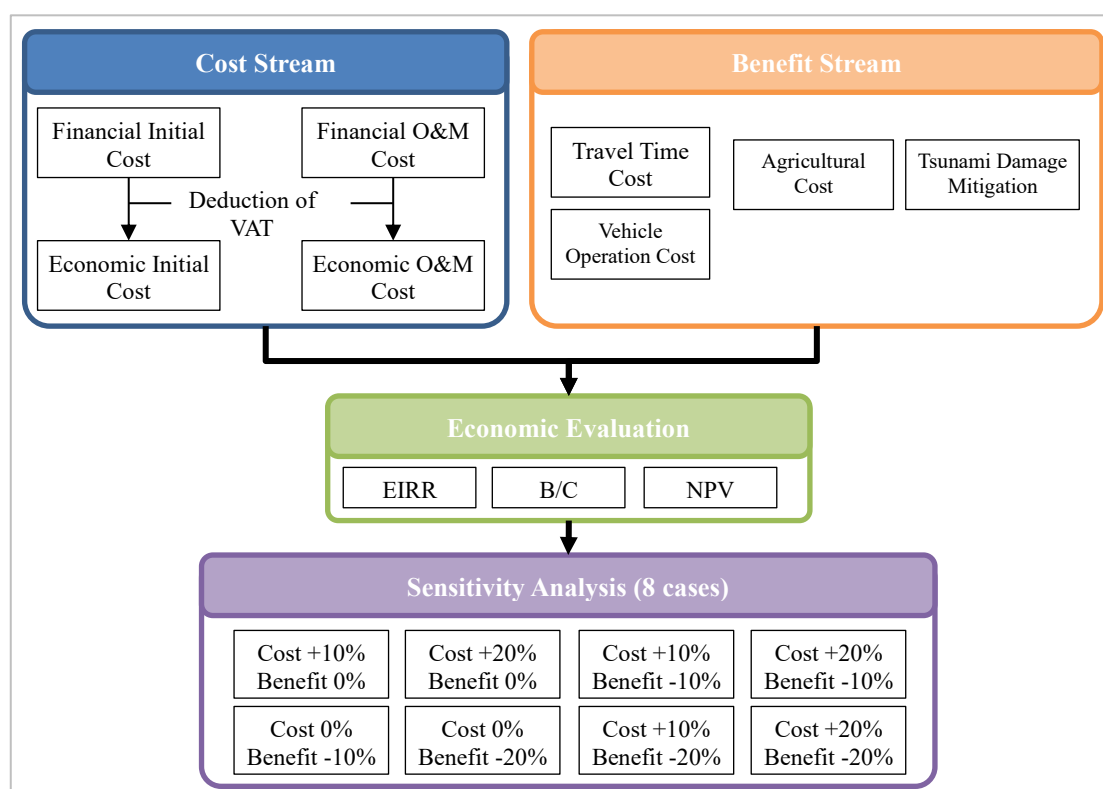 Cost Stream
Financial Initial
Cost
Financial O&M
Cost
Deduction of
VAT
Economic Initial
Cost
Economic O&M
Cost
Benefit Stream
Travel Time
Cost
Vehicle
Operation Cost
Agricultural
Cost
Tsunami Damage
Mitigation
Economic Evaluation
EIRR
B/C
NPV
Sensitivity Analysis (8 cases)
Cost +10%
Benefit 0%
Cost +20%
Benefit 0%
Cost +10%
Benefit -10%
Cost +20%
Benefit -10%
Cost 0%
Benefit -10%
Cost 0%
Benefit -20%
Cost +10%
Benefit -20%
Cost +20%
Benefit -20%